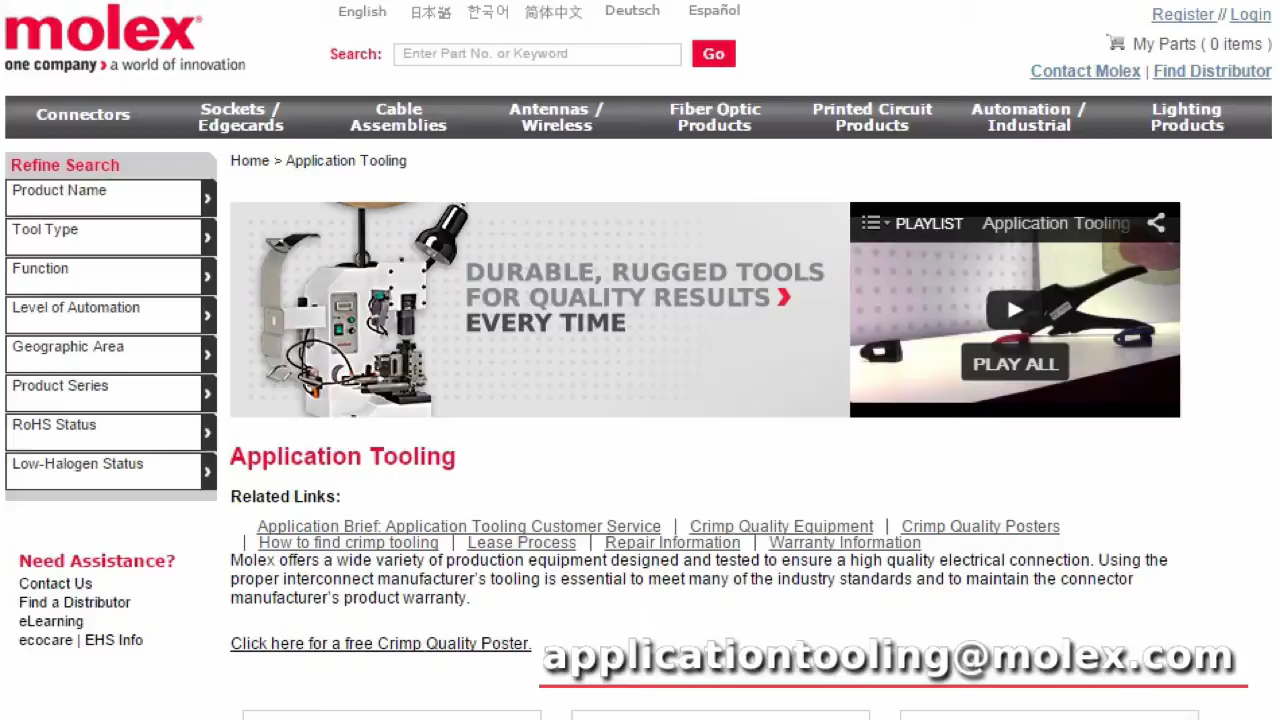 molex®
one company › a world of innovation
English 日本語 한국어 简体中文 Deutsch Español
Search: Enter Part No. or Keyword Go
Register // Login
My Parts ( 0 items )
Contact Molex | Find Distributor
Connectors
Sockets / Edgecards
Cable Assemblies
Antennas / Wireless
Fiber Optic Products
Printed Circuit Products
Automation / Industrial
Lighting Products
Refine Search
Product Name
Tool Type
Function
Level of Automation
Geographic Area
Product Series
RoHS Status
Low-Halogen Status
Need Assistance?
Contact Us
Find a Distributor
eLearning
ecocare | EHS Info
Home > Application Tooling
DURABLE, RUGGED TOOLS
FOR QUALITY RESULTS ›
EVERY TIME
PLAYLIST Application Tooling
PLAY ALL
Application Tooling
Related Links:
Application Brief: Application Tooling Customer Service | Crimp Quality Equipment | Crimp Quality Posters
| How to find crimp tooling | Lease Process | Repair Information | Warranty Information
Molex offers a wide variety of production equipment designed and tested to ensure a high quality electrical connection. Using the
proper interconnect manufacturer's tooling is essential to meet many of the industry standards and to maintain the connector
manufacturer's product warranty.
Click here for a free Crimp Quality Poster.
applicationtooling@molex.com